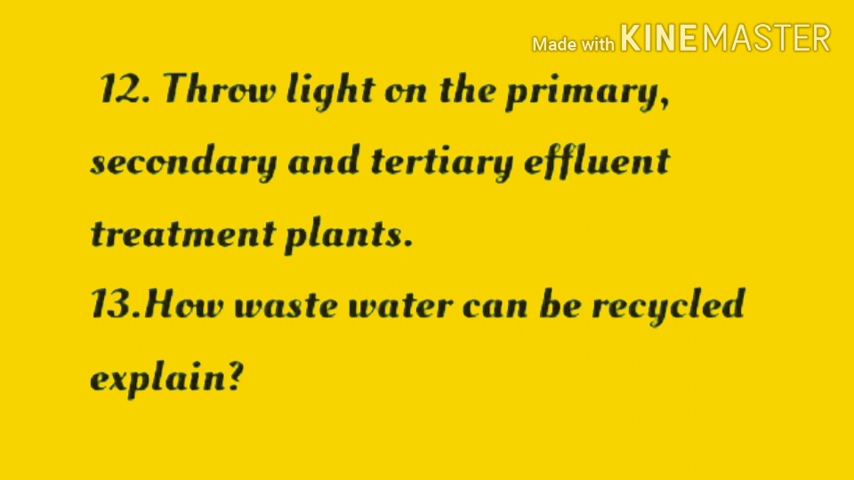 Made with KINEMASTER
12. Throw light on the primary,
secondary and tertiary effluent
treatment plants.
13.How waste water can be recycled
explain?